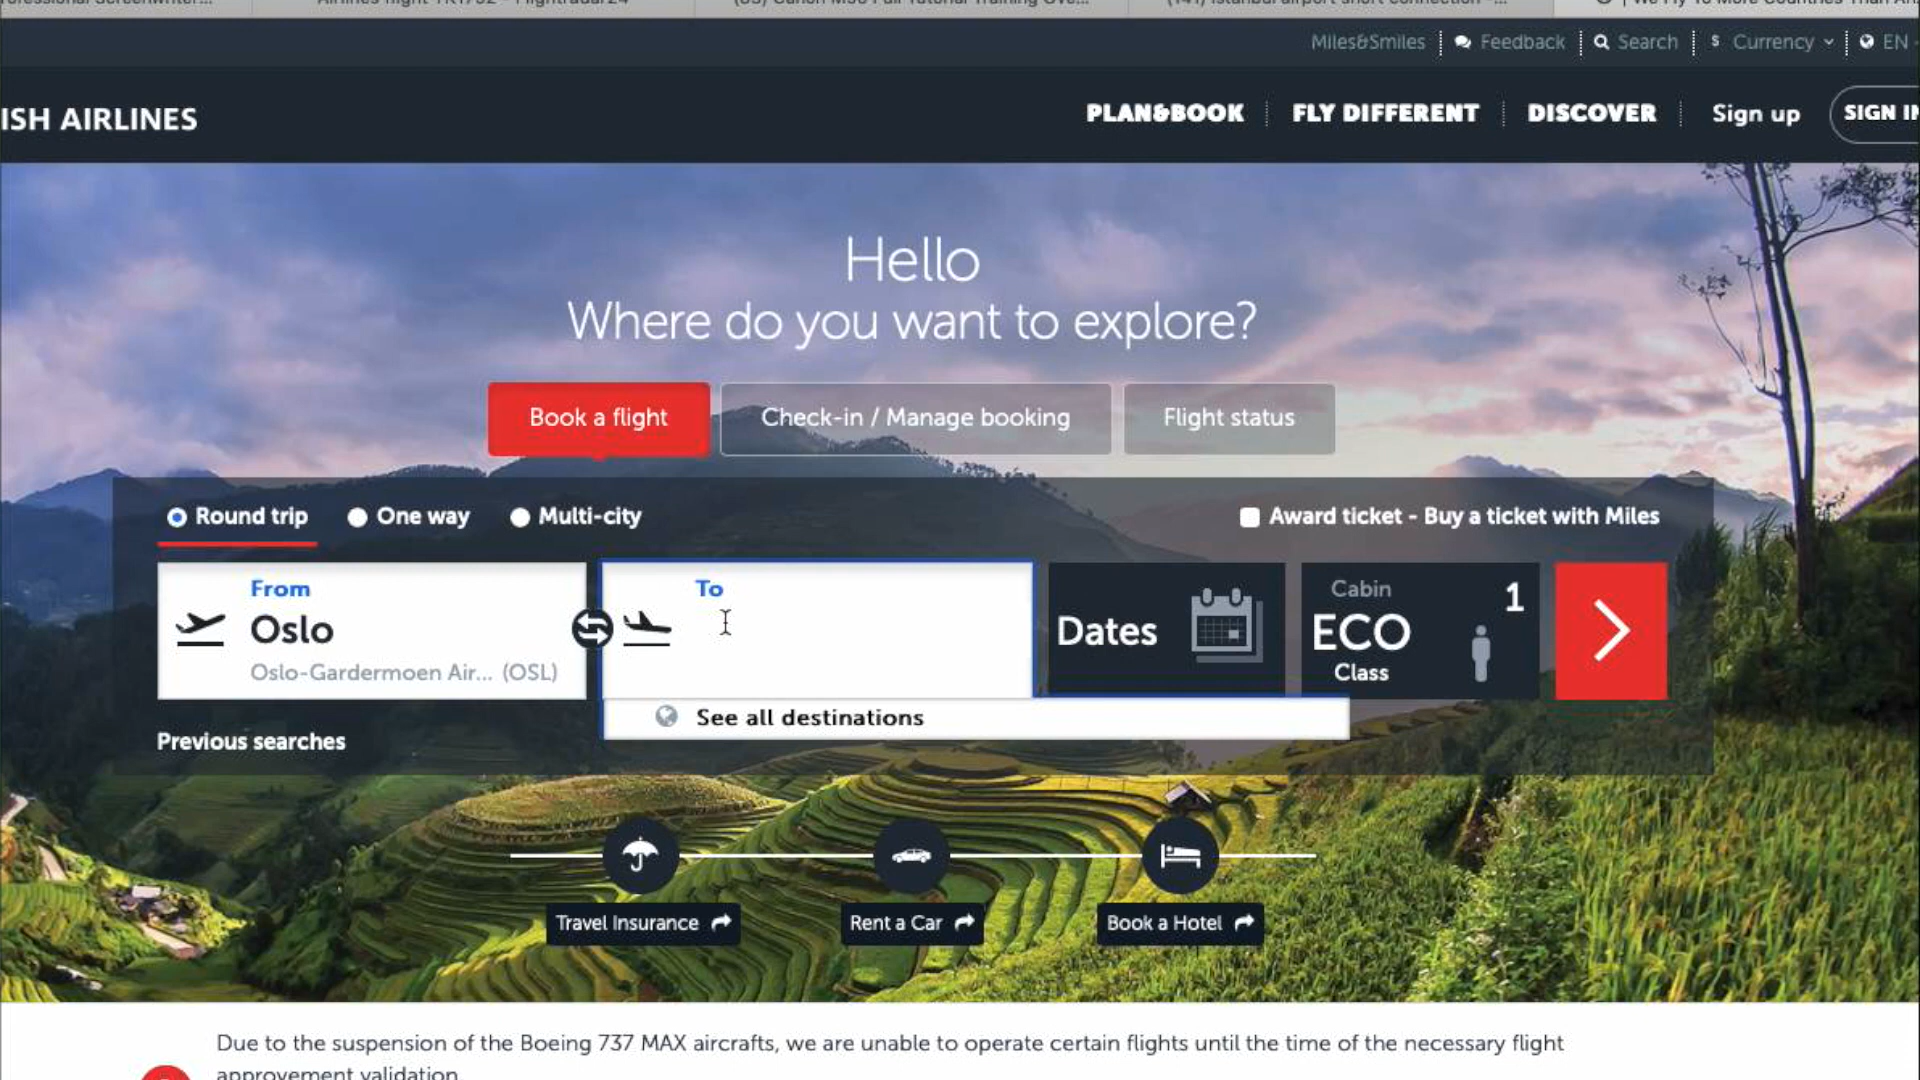 Miles&Smiles
Feedback
Search
$ Currency
EN
ISH AIRLINES
PLAN&BOOK
FLY DIFFERENT
DISCOVER
Sign up
SIGN IN
Hello
Where do you want to explore?
Book a flight
Check-in / Manage booking
Flight status
Round trip
One way
Multi-city
Award ticket - Buy a ticket with Miles
From
Oslo
Oslo-Gardermoen Air... (OSL)
To
Dates
Cabin
ECO
Class
1
See all destinations
Previous searches
Travel Insurance
Rent a Car
Book a Hotel
Due to the suspension of the Boeing 737 MAX aircrafts, we are unable to operate certain flights until the time of the necessary flight
approvement validation.